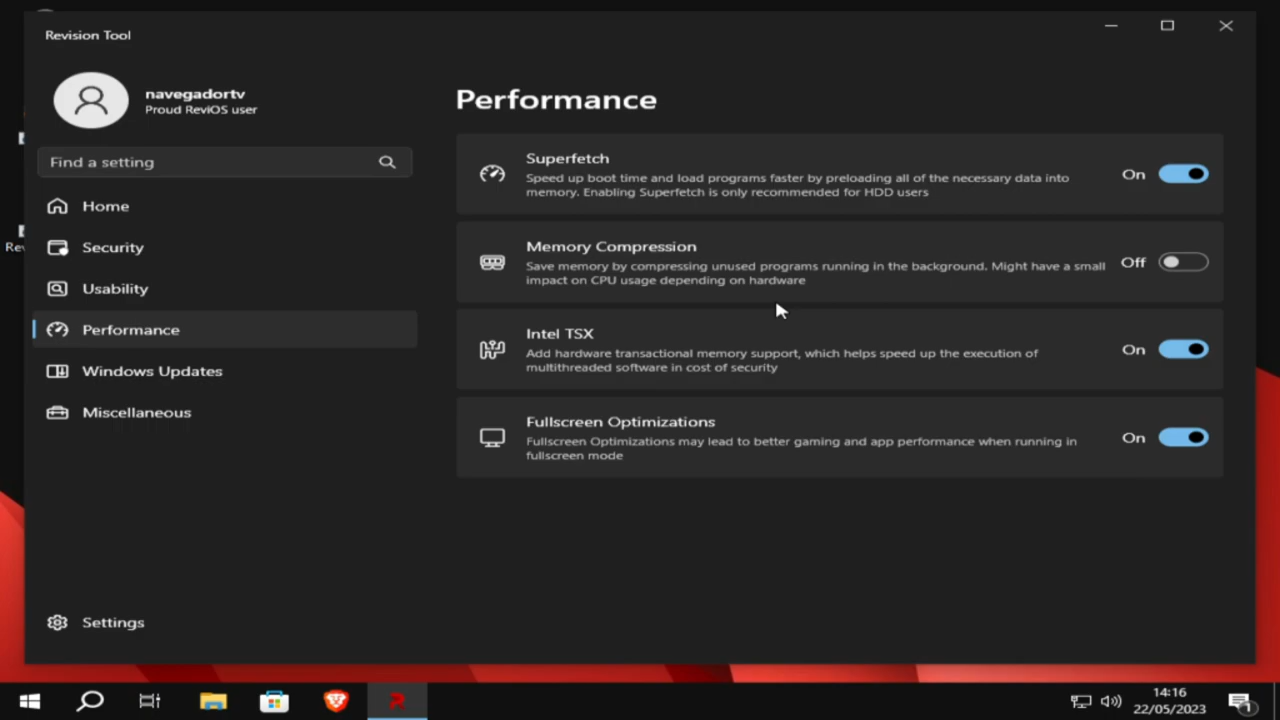 Revision Tool
navegadortv
Proud ReviOS user
Find a setting
Home
Security
Usability
Performance
Windows Updates
Miscellaneous
Settings
Performance
Superfetch
Speed up boot time and load programs faster by preloading all of the necessary data into
memory. Enabling Superfetch is only recommended for HDD users
On
Memory Compression
Save memory by compressing unused programs running in the background. Might have a small
impact on CPU usage depending on hardware
Off
Intel TSX
Add hardware transactional memory support, which helps speed up the execution of
multithreaded software in cost of security
On
Fullscreen Optimizations
Fullscreen Optimizations may lead to better gaming and app performance when running in
fullscreen mode
On
Rev
14:16
22/05/2023
1